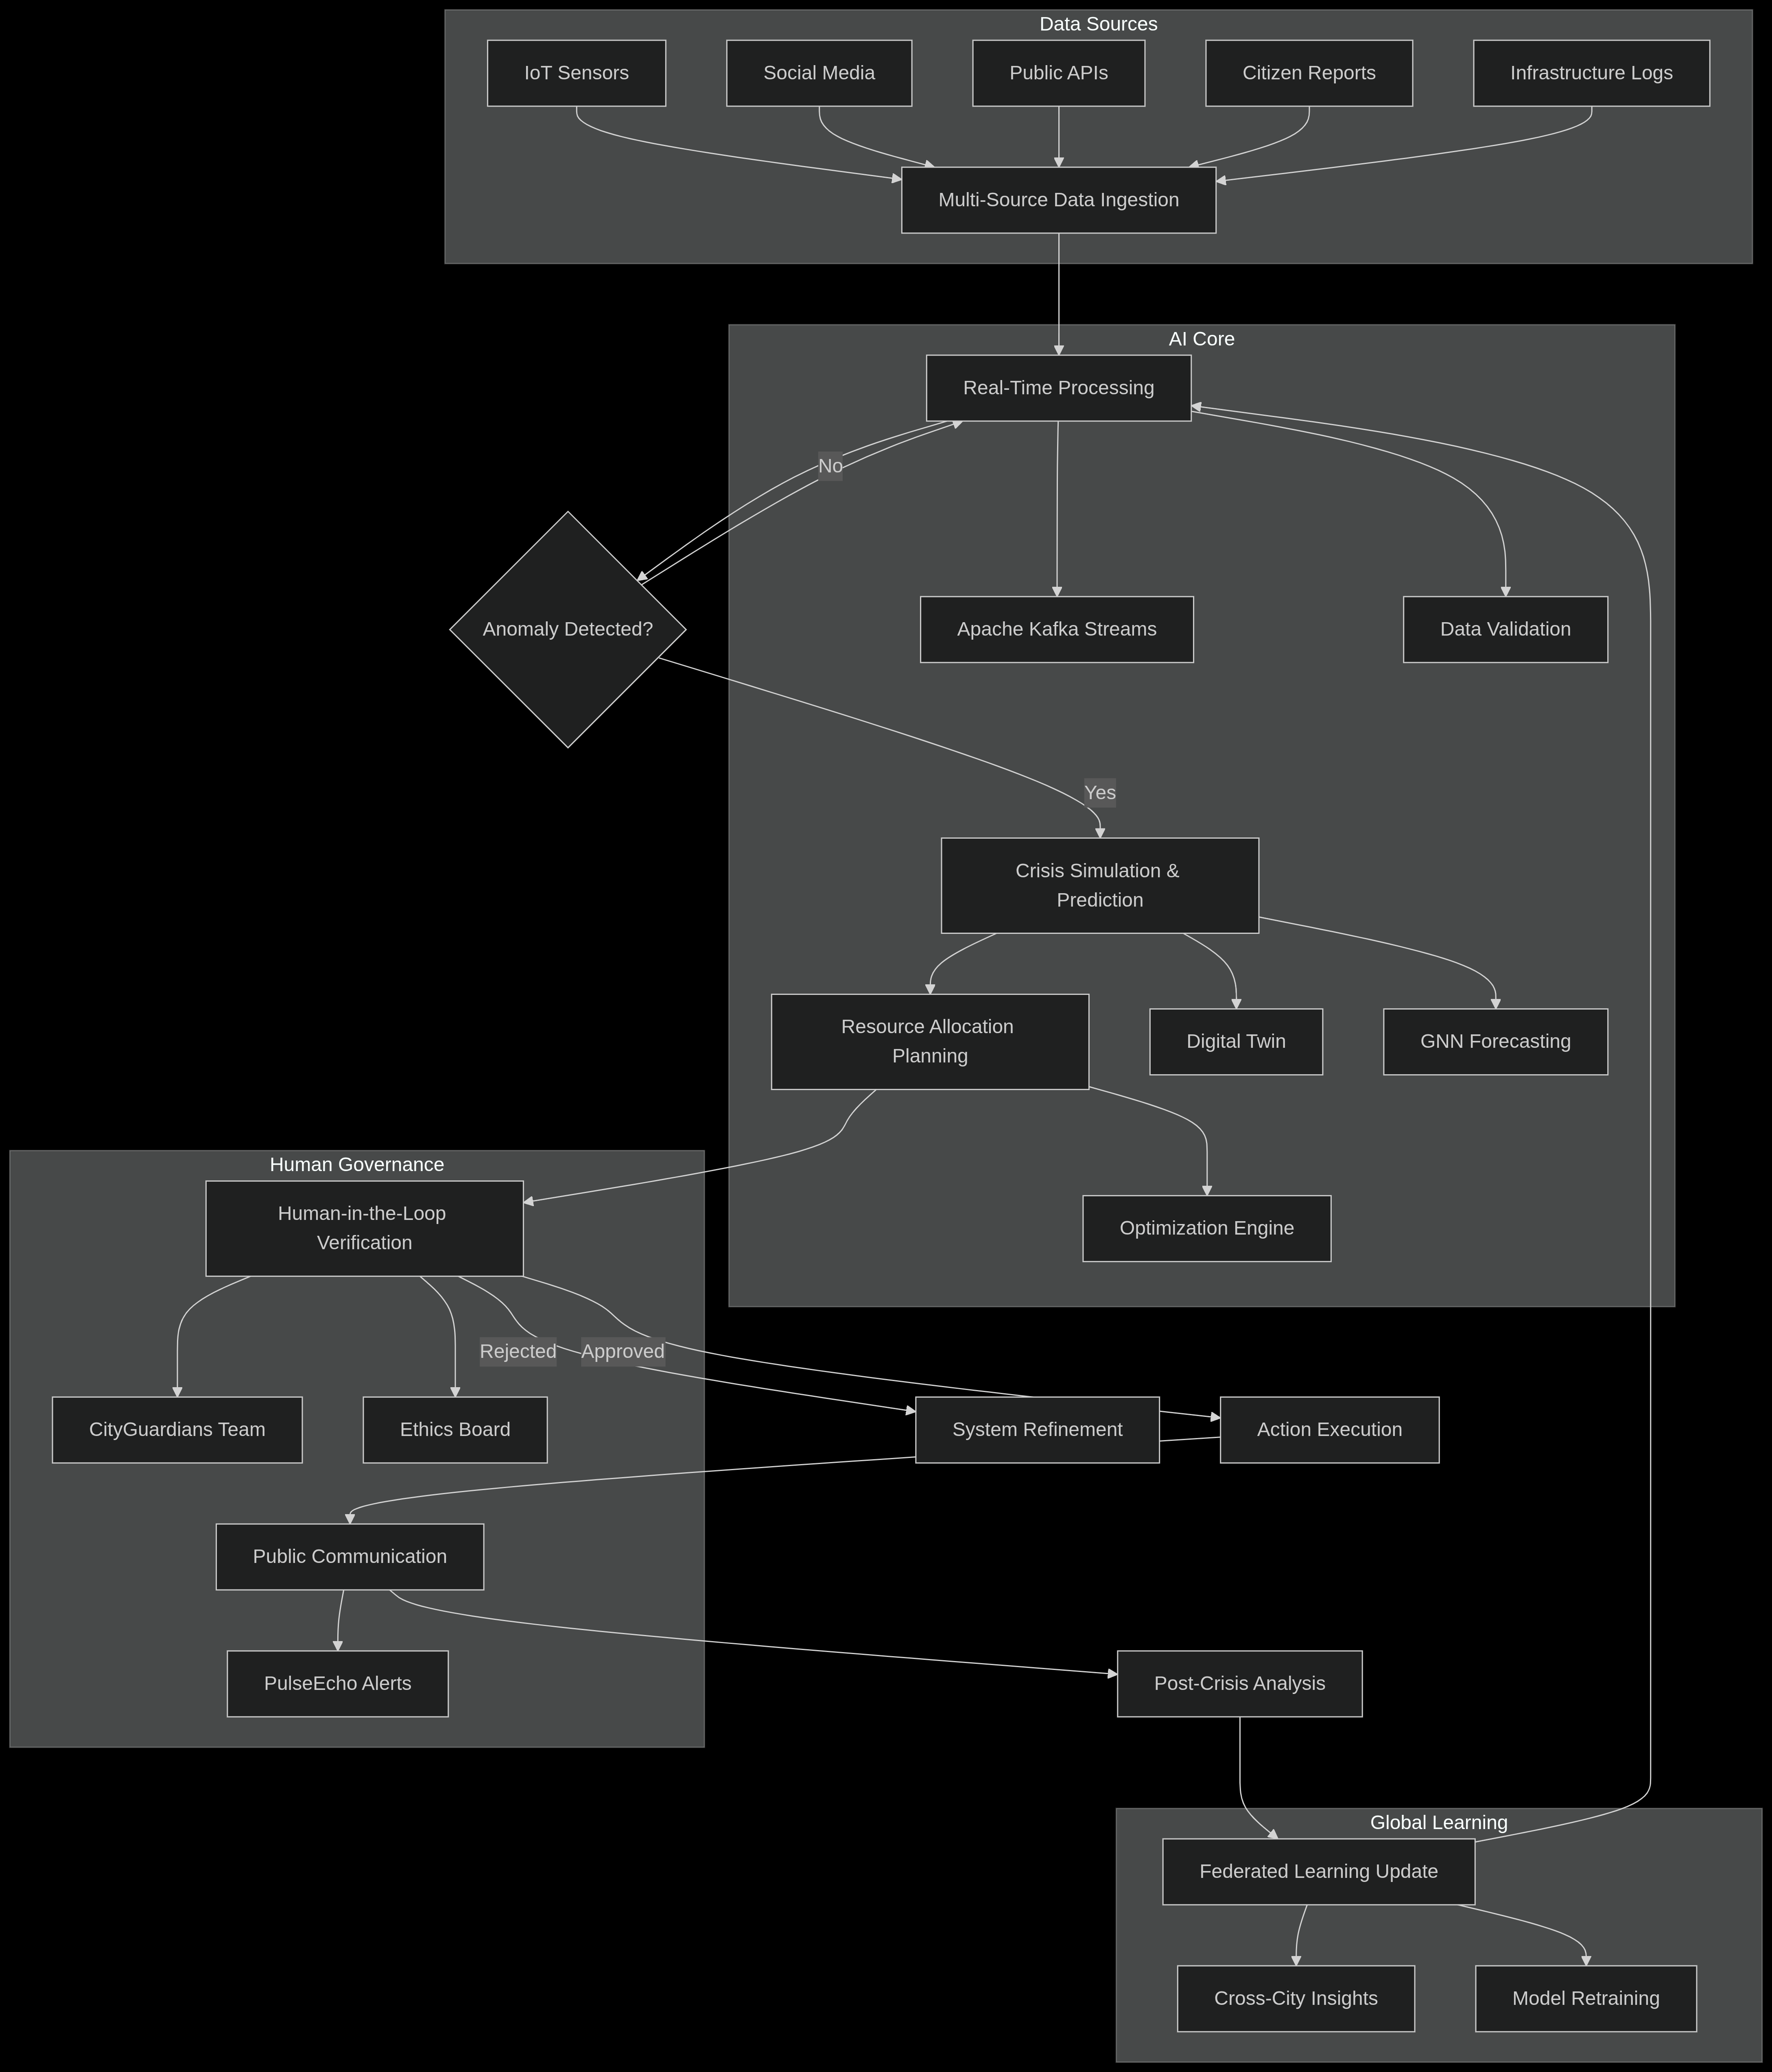 Data Sources
IoT Sensors
Social Media
Public APIs
Citizen Reports
Infrastructure Logs
Multi-Source Data Ingestion
AI Core
Real-Time Processing
No
Anomaly Detected?
Apache Kafka Streams
Data Validation
Yes
Crisis Simulation &
Prediction
Resource Allocation
Planning
Digital Twin
GNN Forecasting
Human Governance
Human-in-the-Loop
Verification
Optimization Engine
Rejected
Approved
CityGuardians Team
Ethics Board
System Refinement
Action Execution
Public Communication
PulseEcho Alerts
Post-Crisis Analysis
Global Learning
Federated Learning Update
Cross-City Insights
Model Retraining